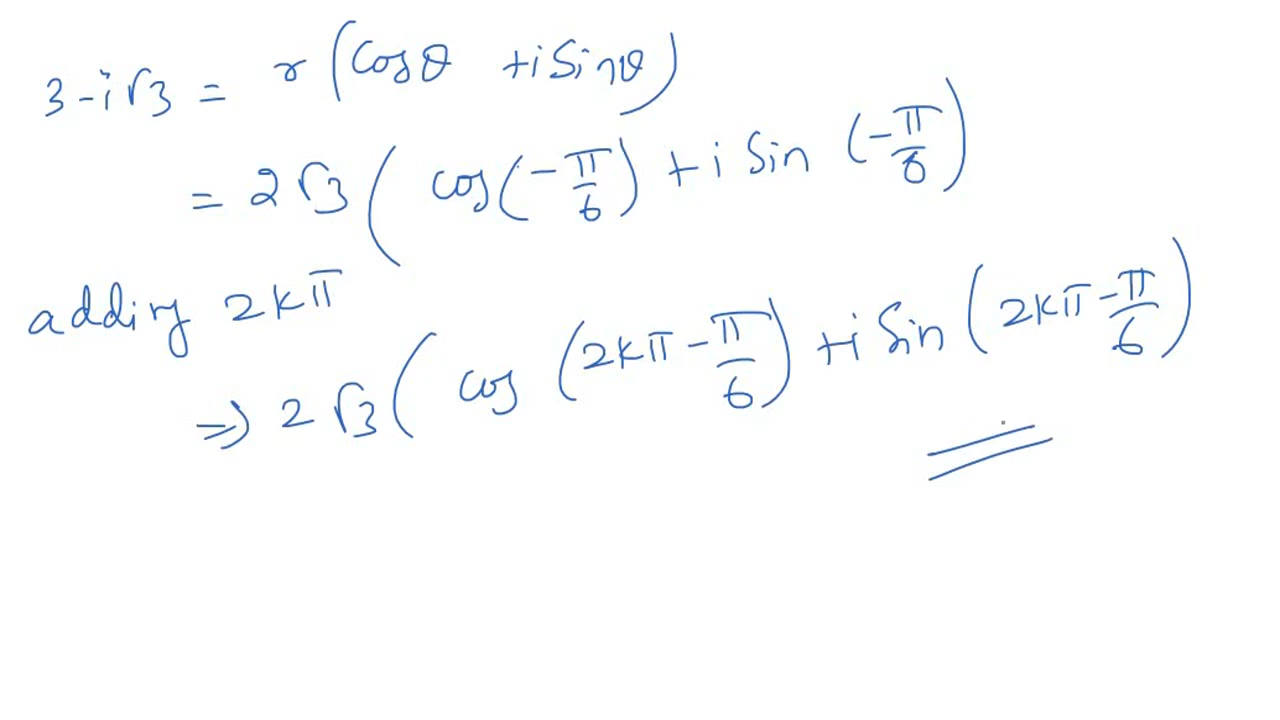 3-i√3 = r(Cosθ +i Sinθ)
= 2√3( cos(-π/6) + i Sin (-π/6)
adding 2kπ
⇒ 2√3( cos (2kπ-π/6) +i Sin (2kπ-π/6)